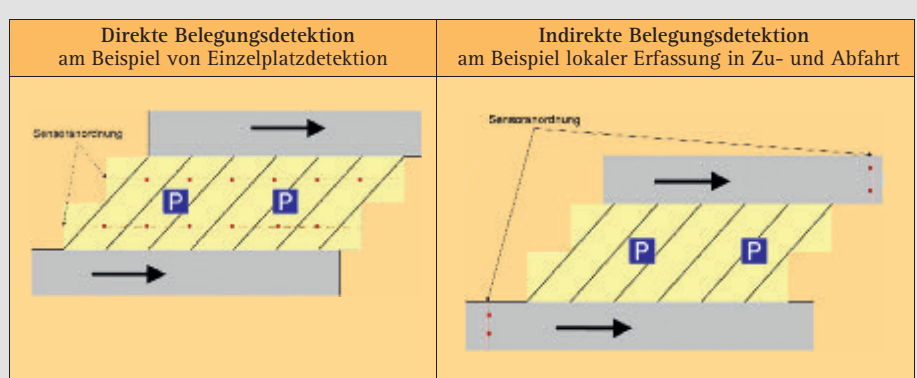 Direkte Belegungsdetektion
am Beispiel von Einzelplatzdetektion
Indirekte Belegungsdetektion
am Beispiel lokaler Erfassung in Zu- und Abfahrt
Sensoranordnung
P
P
Sensoranordnung
P
P